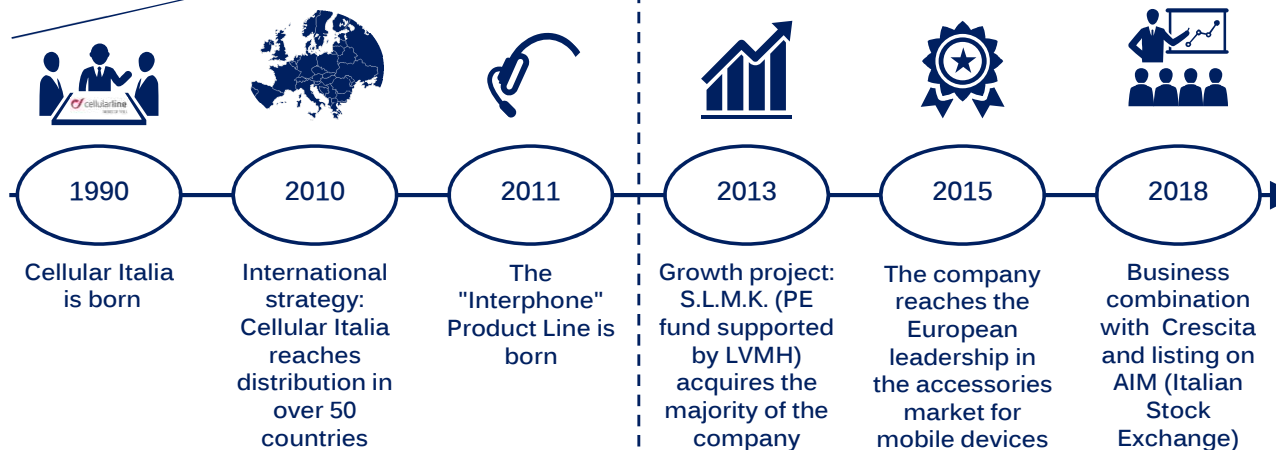 cellularline
1990
2010
2011
2013
2015
2018
Cellular Italia
is born
International
strategy:
Cellular Italia
reaches
distribution in
over 50
countries
The
"Interphone"
Product Line is
born
Growth project:
S.L.M.K. (PE
fund supported
by LVMH)
acquires the
majority of the
company
The company
reaches the
European
leadership in
the accessories
market for
mobile devices
Business
combination
with  Crescita
and listing on
AIM (Italian
Stock
Exchange)